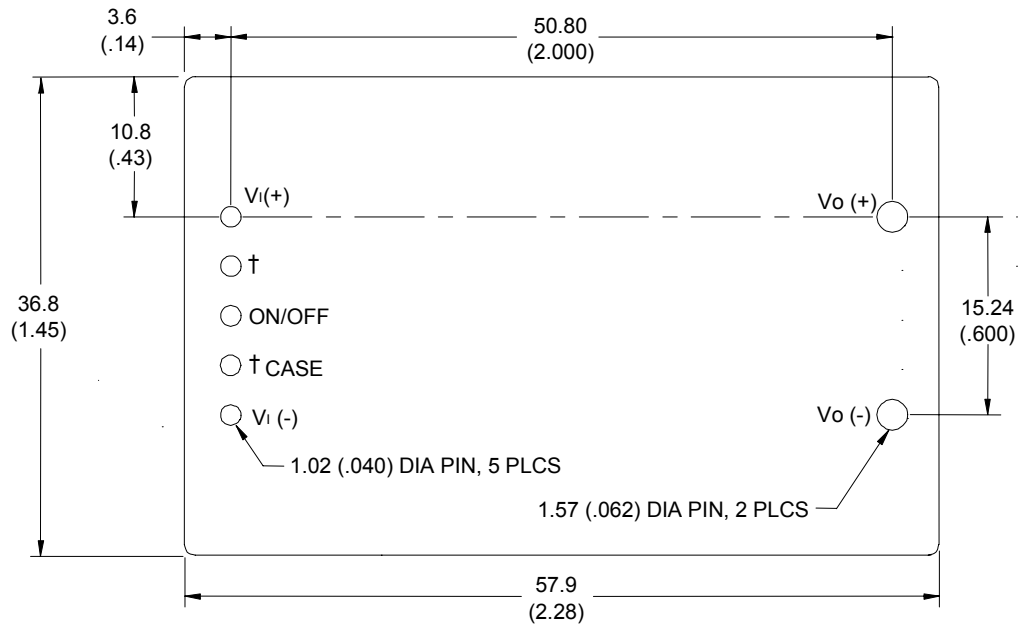 3.6
(.14)
50.80
(2.000)
10.8
(.43)
VI(+)
Vo (+)
†
36.8
(1.45)
ON/OFF
15.24
(.600)
† CASE
VI (-)
Vo (-)
1.02 (.040) DIA PIN, 5 PLCS
1.57 (.062) DIA PIN, 2 PLCS
57.9
(2.28)